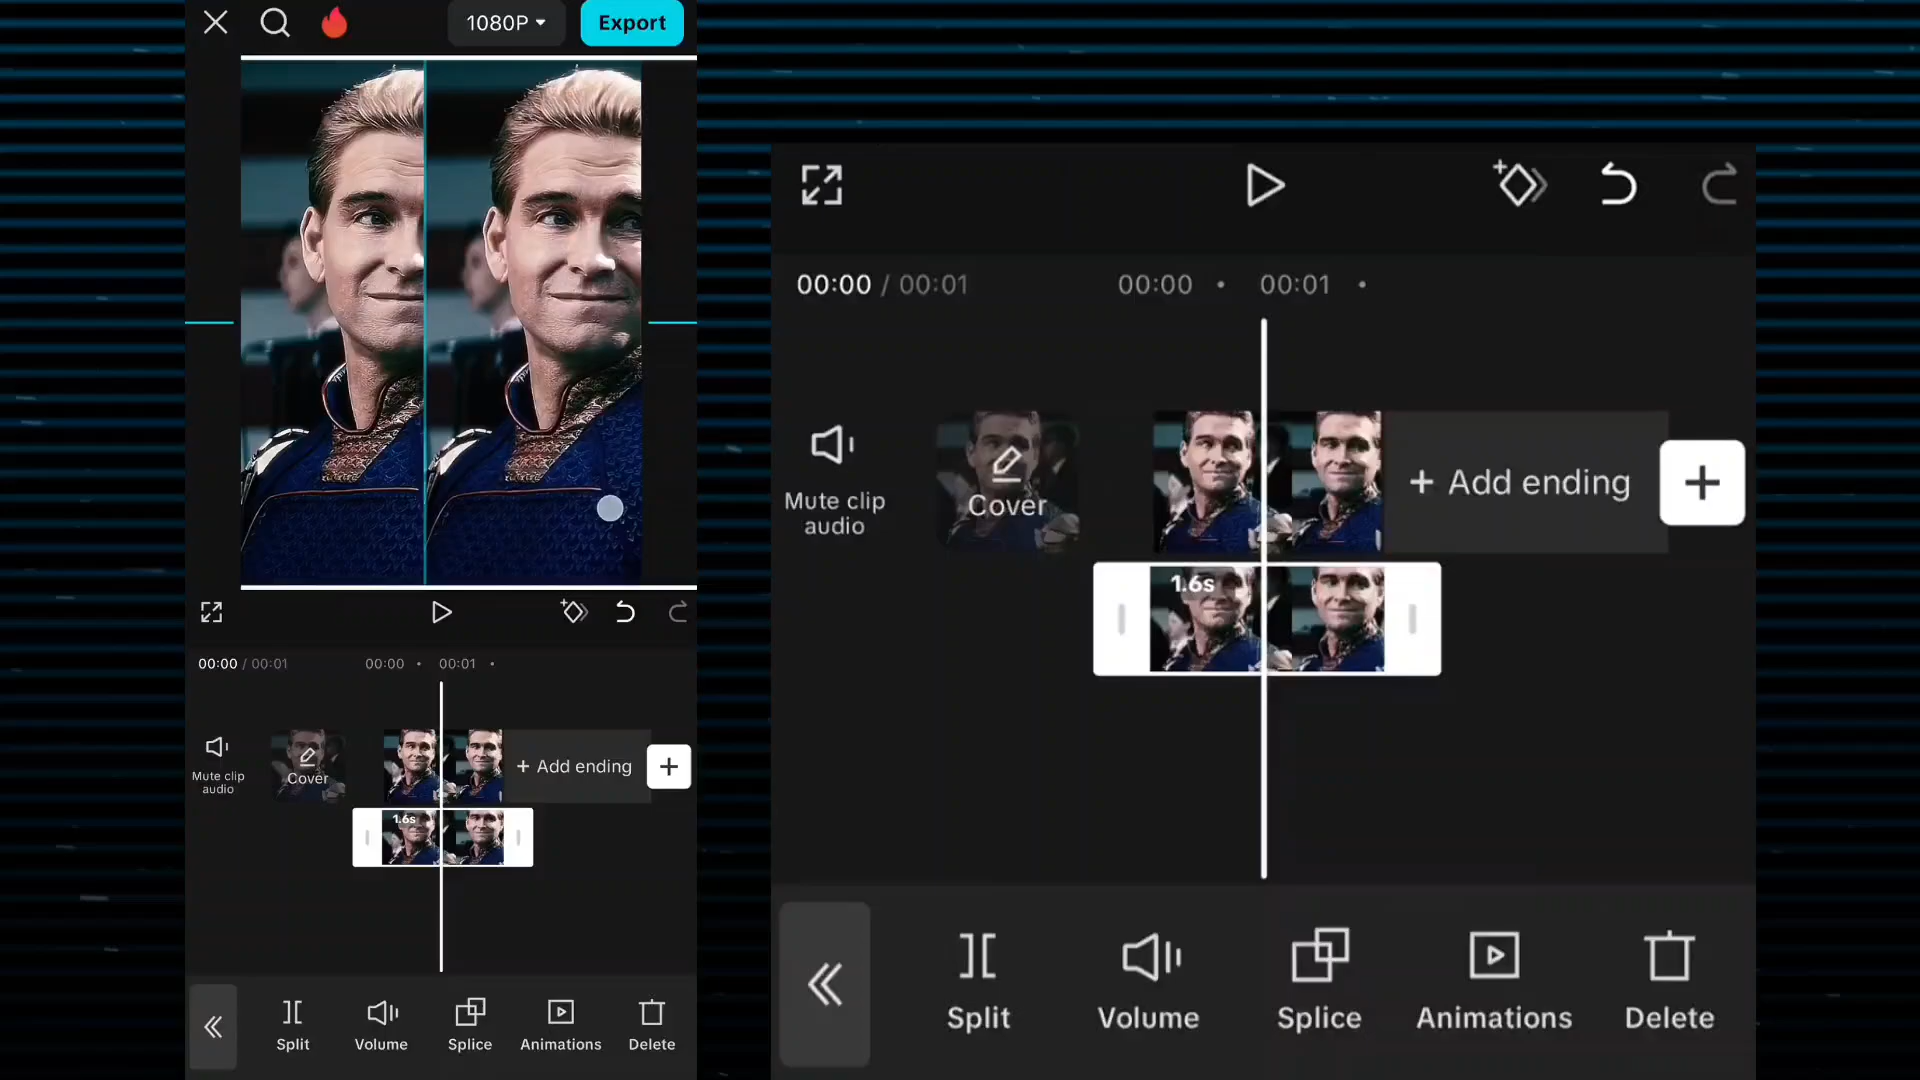 1080P
Export
00:00 / 00:01
00:00
00:01
Mute clip
audio
Cover
+ Add ending
1.6s
Split
Volume
Splice
Animations
Delete
00:00 / 00:01
00:00
00:01
Mute clip
audio
Cover
+ Add ending
1.6s
Split
Volume
Splice
Animations
Delete